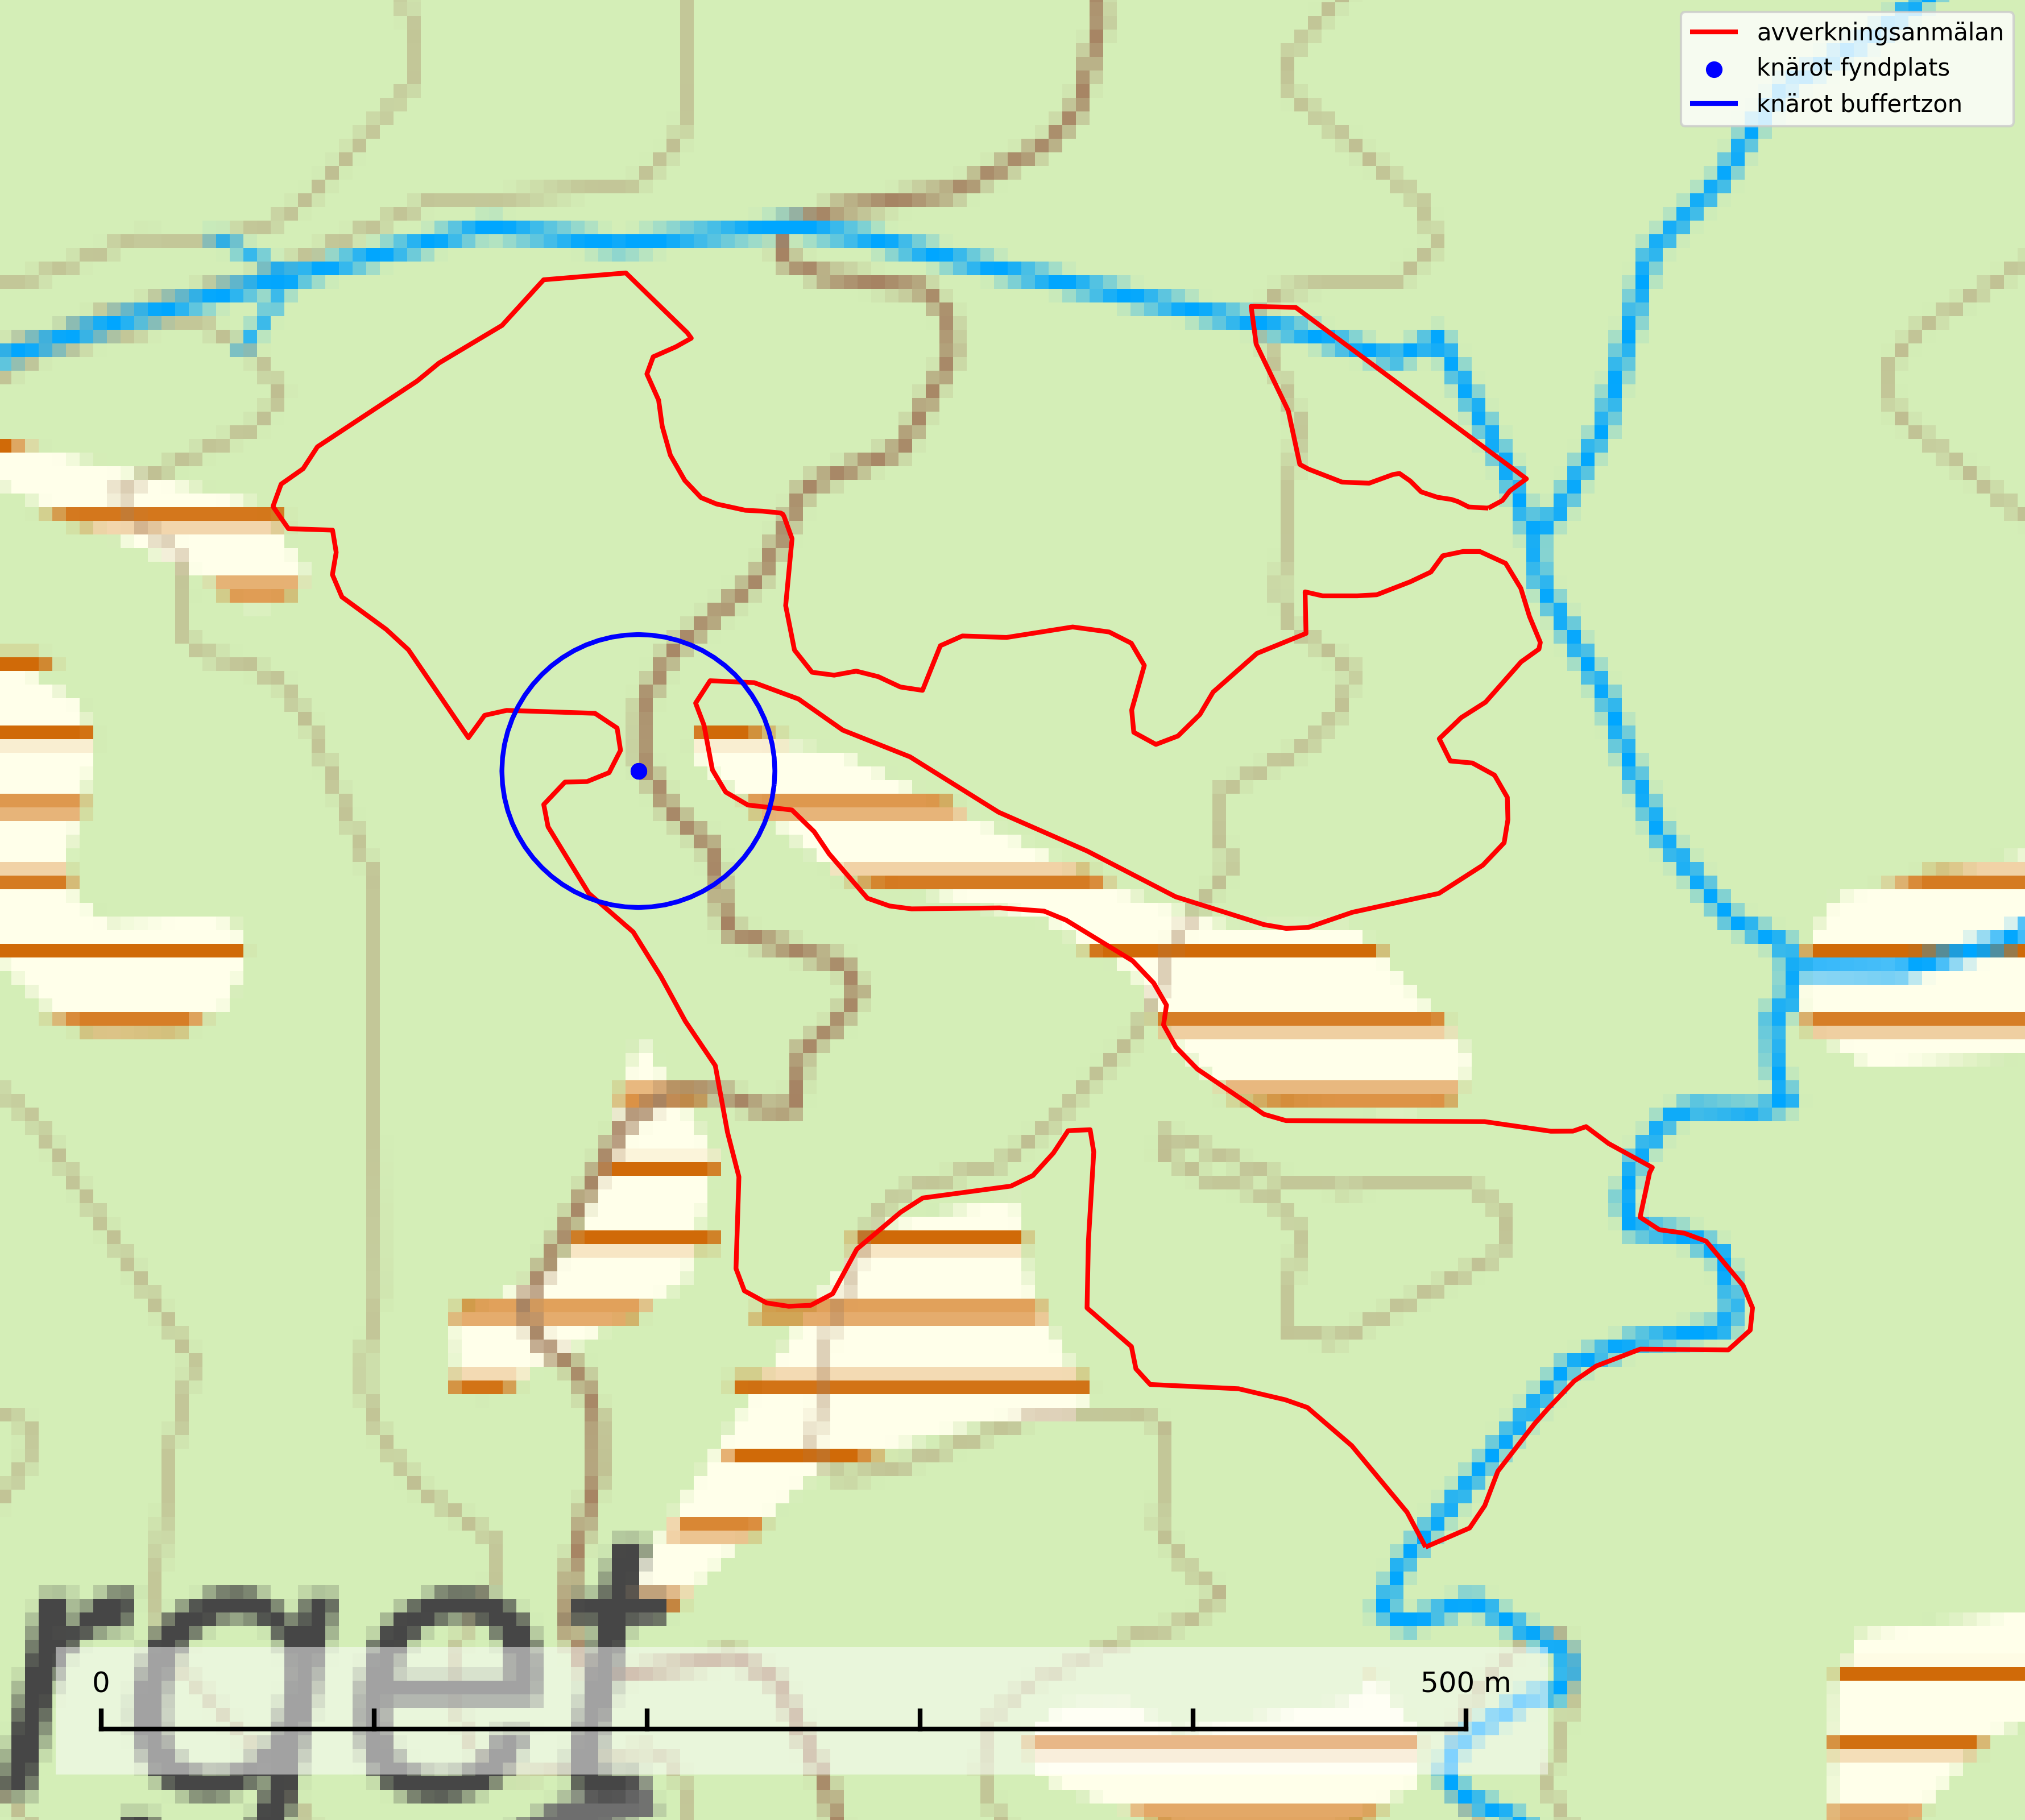 avverkningsanmälan
knärot fyndplats
knärot buffertzon
rget
0 500 m